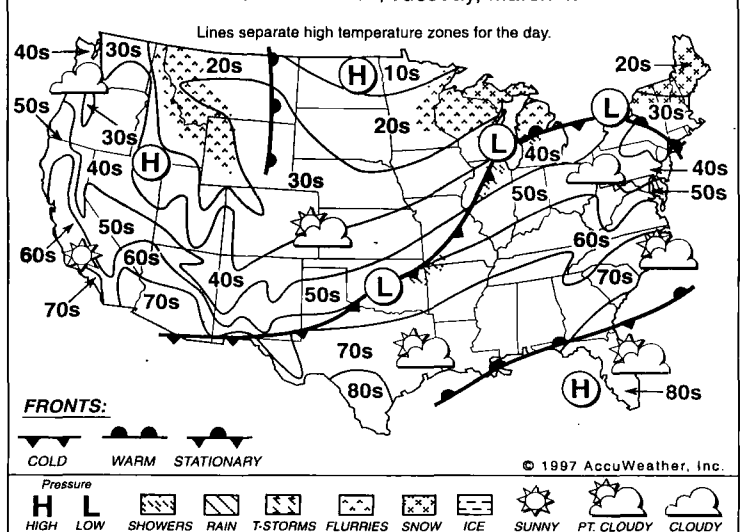 Lines separate high temperature zones for the day.
40s 30s 20s H 10s 20s
50s 30s 20s L L 30s
40s H 30s 40s 40s
50s 50s
60s 50s 60s 40s 50s L 60s
70s 70s 70s
70s
80s H 80s
FRONTS:
COLD WARM STATIONARY
© 1997 AccuWeather, Inc.
Pressure
H L
HIGH LOW SHOWERS RAIN T-STORMS FLURRIES SNOW ICE SUNNY PT. CLOUDY CLOUDY